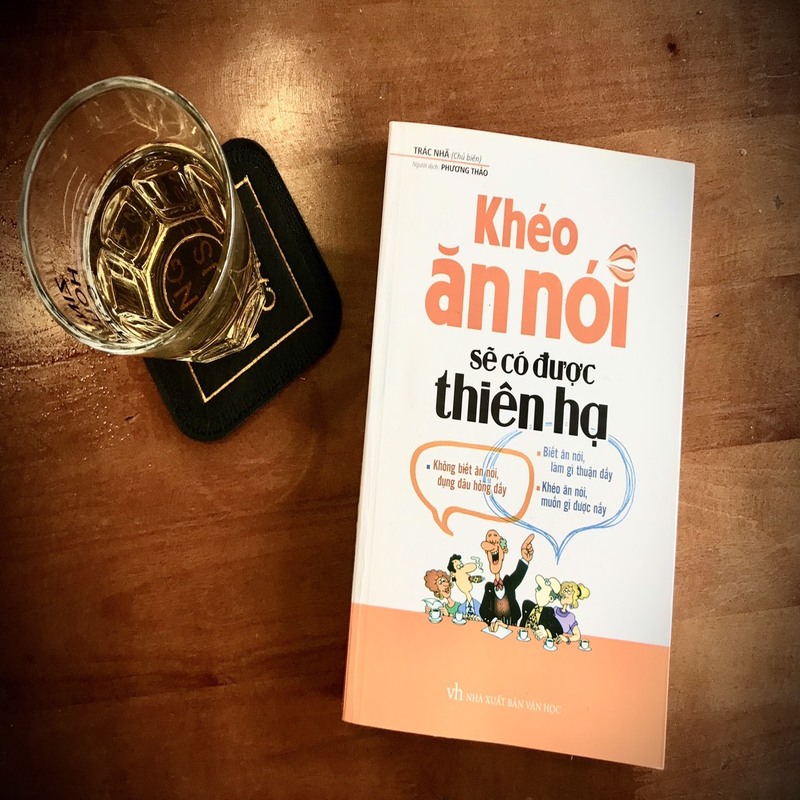 TRÁC NHÃ (Chủ biên)
Người dịch: PHƯƠNG THẢO
Khéo
ăn nói
sẽ có được
thiên hạ
Không biết ăn nói,
đụng đâu hỏng đấy
Biết ăn nói,
làm gì thuận đấy
Khéo ăn nói,
muốn gì được nấy
vh NHÀ XUẤT BẢN VĂN HỌC